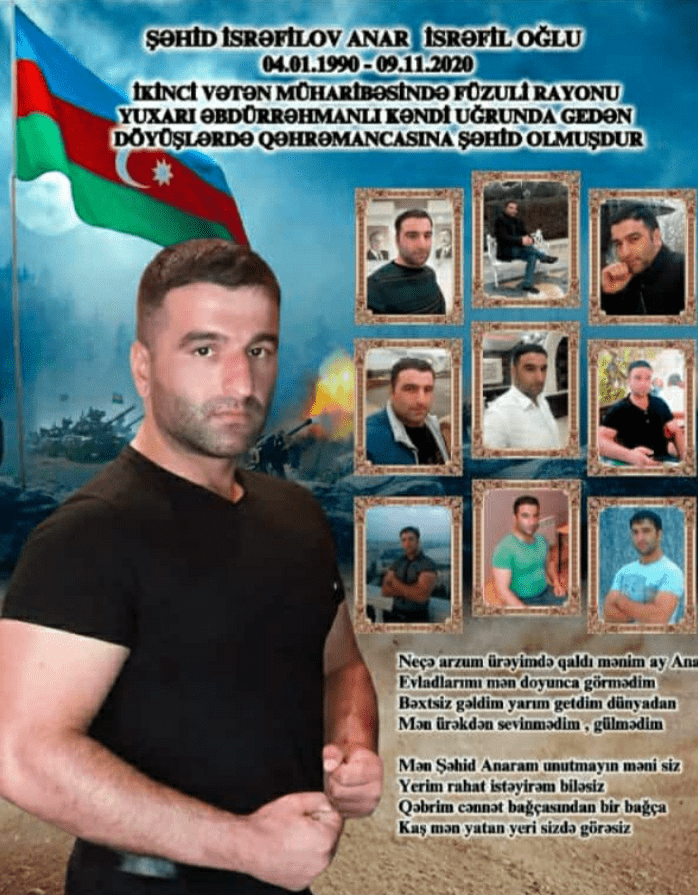 ŞƏHİD İSRƏFİLOV ANAR İSRƏFİL OĞLU
04.01.1990 - 09.11.2020
İKİNCİ VƏTƏN MÜHARİBƏSİNDƏ FÜZULİ RAYONU
YUXARI ƏBDÜRRƏHMANLI KƏNDİ UĞRUNDA GEDƏN
DÖYÜŞLƏRDƏ QƏHRƏMANCASINA ŞƏHİD OLMUŞDUR
Neçə arzum ürəyimdə qaldı mənim ay Ana
Evladlarımı mən doyunca görmədim
Bəxtsiz gəldim yarım getdim dünyadan
Mən ürəkdən sevinmədim , gülmədim
Mən Şəhid Anaram unutmayın məni siz
Yerim rahat istəyirəm biləsiz
Qəbrim cənnət bağçasından bir bağça
Kaş mən yatan yeri sizdə görəsiz